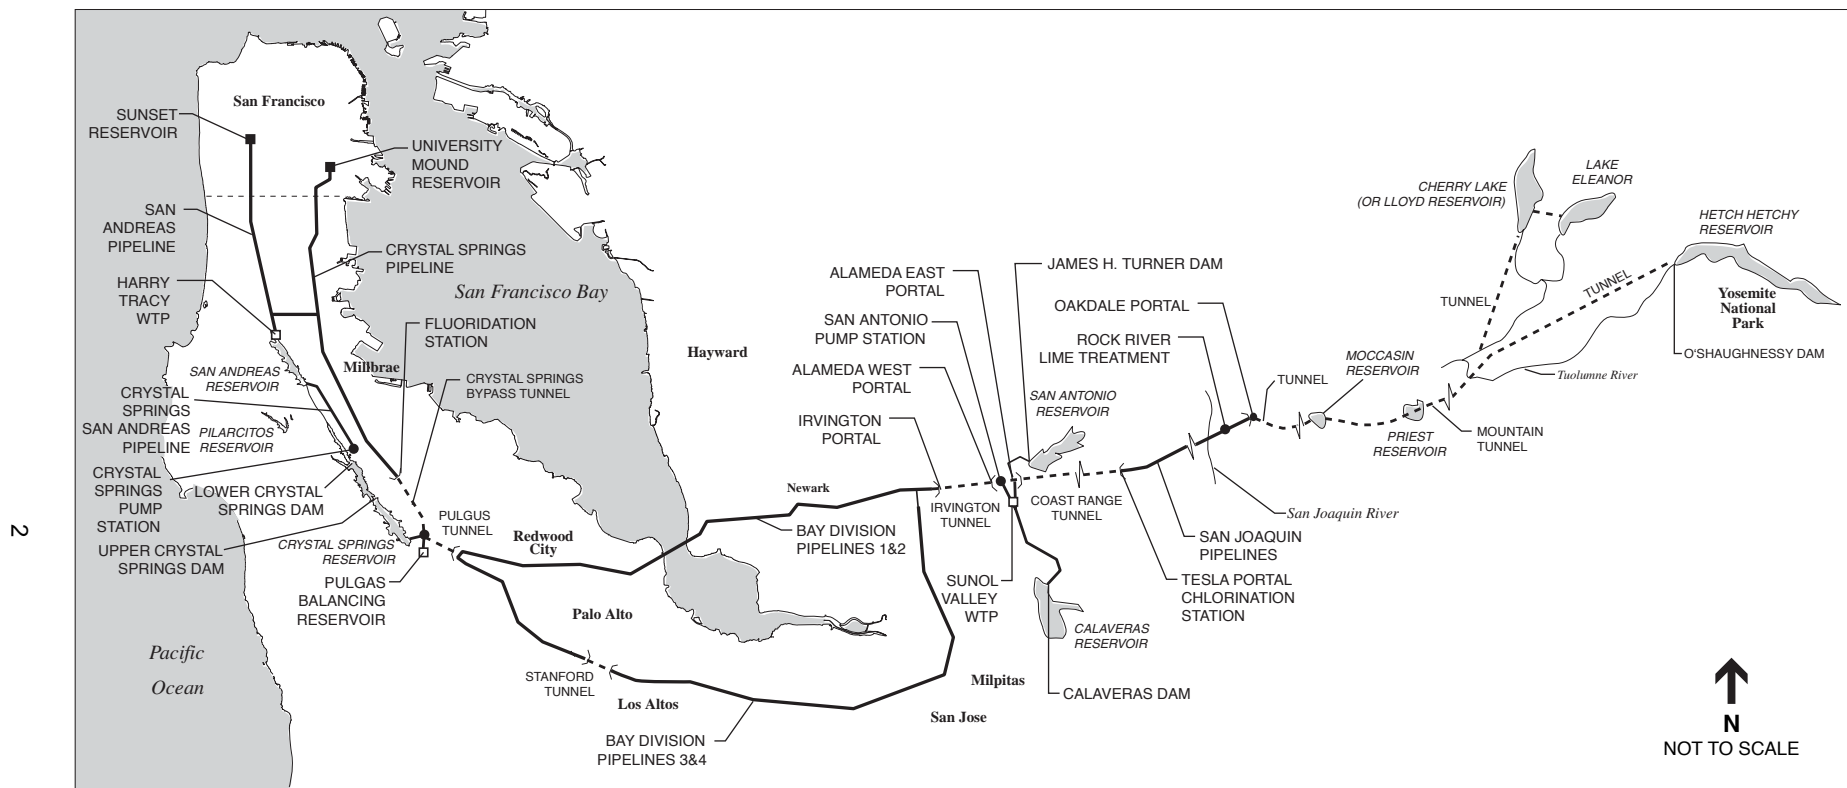 San Francisco
SUNSET
RESERVOIR
UNIVERSITY
MOUND
RESERVOIR
SAN
ANDREAS
PIPELINE
CRYSTAL SPRINGS
PIPELINE
HARRY
TRACY
WTP
San Francisco Bay
FLUORIDATION
STATION
Millbrae
SAN ANDREAS
RESERVOIR
CRYSTAL SPRINGS
BYPASS TUNNEL
CRYSTAL
SPRINGS
SAN ANDREAS
PIPELINE
PILARCITOS
RESERVOIR
CRYSTAL
SPRINGS
PUMP
STATION
LOWER CRYSTAL
SPRINGS DAM
UPPER CRYSTAL
SPRINGS DAM
CRYSTAL SPRINGS
RESERVOIR
PULGUS
TUNNEL
PULGAS
BALANCING
RESERVOIR
Redwood
City
Palo Alto
Pacific
Ocean
STANFORD
TUNNEL
Los Altos
BAY DIVISION
PIPELINES 3&4
Hayward
Newark
BAY DIVISION
PIPELINES 1&2
ALAMEDA EAST
PORTAL
SAN ANTONIO
PUMP STATION
ALAMEDA WEST
PORTAL
IRVINGTON
PORTAL
IRVINGTON
TUNNEL
SUNOL
VALLEY
WTP
Milpitas
San Jose
JAMES H. TURNER DAM
OAKDALE PORTAL
ROCK RIVER
LIME TREATMENT
SAN ANTONIO
RESERVOIR
COAST RANGE
TUNNEL
CALAVERAS
RESERVOIR
CALAVERAS DAM
SAN JOAQUIN
PIPELINES
TESLA PORTAL
CHLORINATION
STATION
San Joaquin River
TUNNEL
MOCCASIN
RESERVOIR
PRIEST
RESERVOIR
MOUNTAIN
TUNNEL
CHERRY LAKE
(OR LLOYD RESERVOIR)
LAKE
ELEANOR
TUNNEL
TUNNEL
HETCH HETCHY
RESERVOIR
Yosemite
National
Park
O'SHAUGHNESSY DAM
Tuolumne River
N
NOT TO SCALE
2